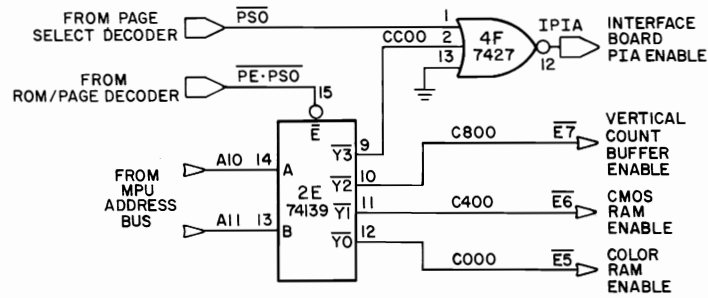 FROM PAGE
SELECT DECODER
PSO
1
CC00
2
13
4F
7427
IPIA
12
INTERFACE
BOARD
PIA ENABLE
FROM
ROM/PAGE DECODER
PE·PSO
15
E
FROM
MPU
ADDRESS
BUS
A10 14
A
A11 13
B
2E
74139
Y3
9
Y2
10
Y1
11
Y0
12
C800
E7
VERTICAL
COUNT
BUFFER
ENABLE
C400
E6
CMOS
RAM
ENABLE
C000
E5
COLOR
RAM
ENABLE